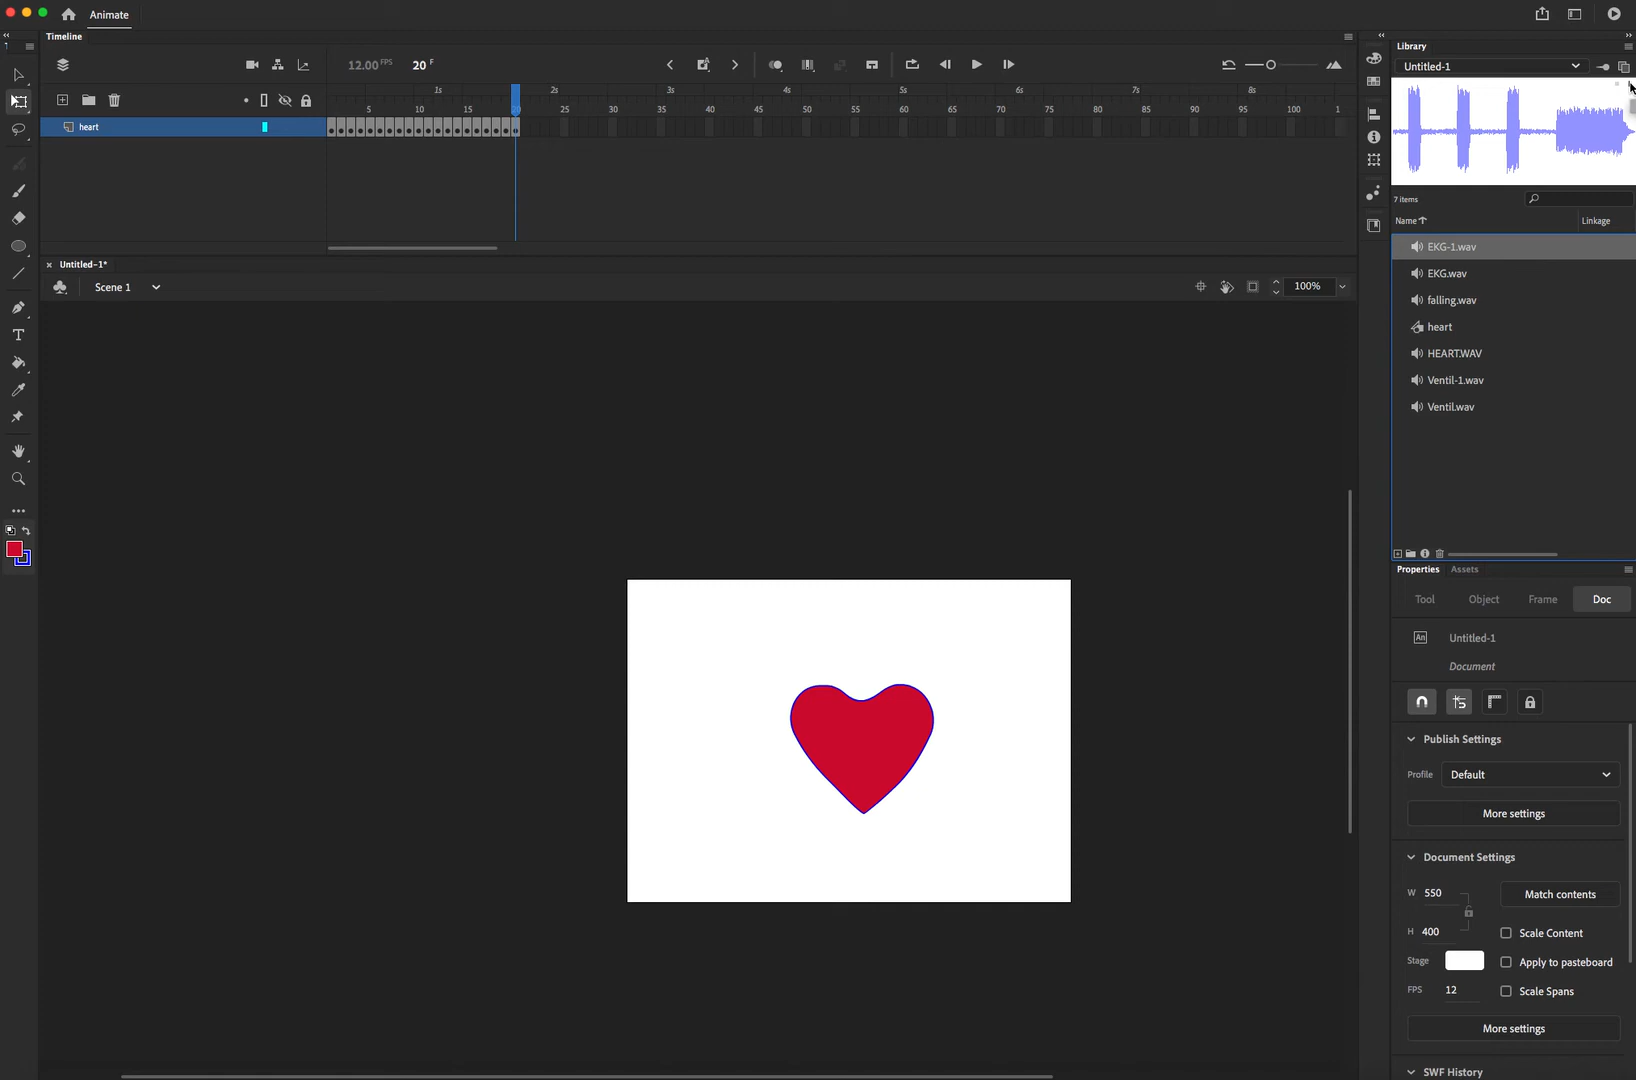 Animate
Timeline
12.00 FPS 20 F
1s 2s 3s 4s 5s 6s 7s 8s
5 10 15 20 25 30 35 40 45 50 55 60 65 70 75 80 85 90 95 100 1
heart
Untitled-1*
Scene 1
100%
Library
Untitled-1
7 items
Name Linkage
EKG-1.wav
EKG.wav
falling.wav
heart
HEART.WAV
Ventil-1.wav
Ventil.wav
Properties Assets
Tool Object Frame Doc
An Untitled-1
Document
Publish Settings
Profile Default
More settings
Document Settings
W 550 Match contents
H 400 Scale Content
Stage Apply to pasteboard
FPS 12 Scale Spans
More settings
SWF History